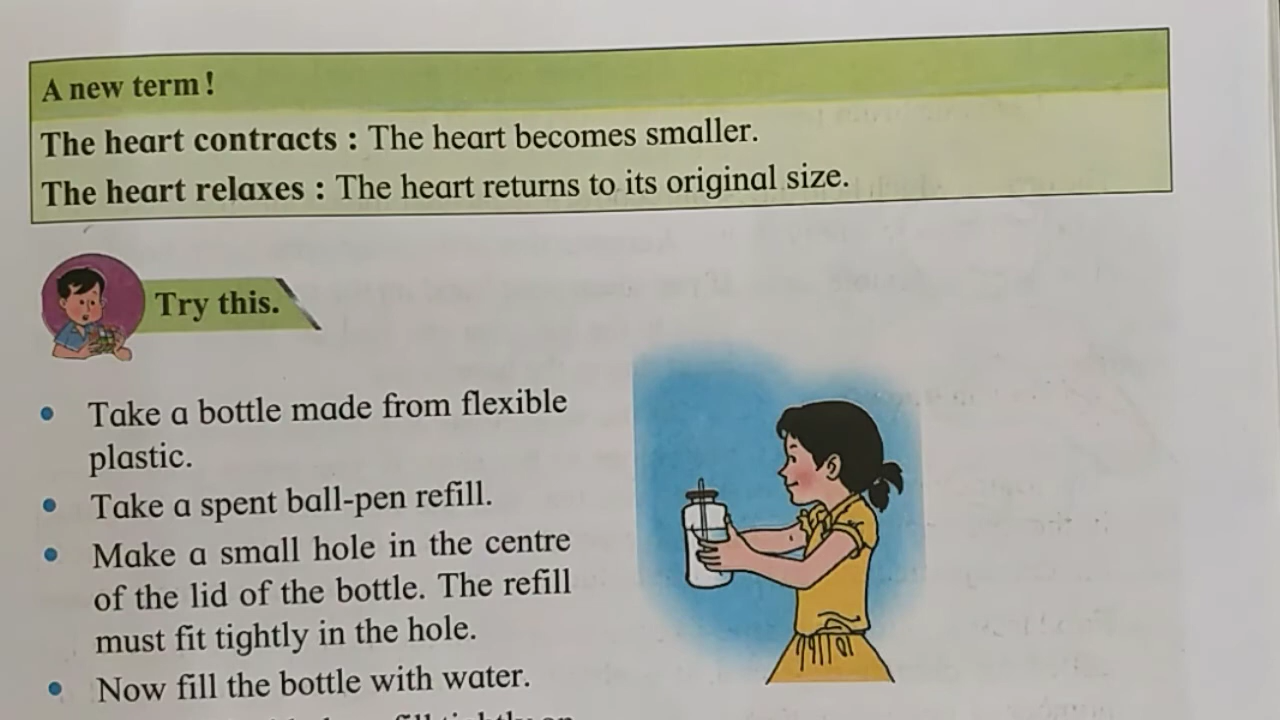 A new term!
The heart contracts : The heart becomes smaller.
The heart relaxes : The heart returns to its original size.
Try this.
• Take a bottle made from flexible
plastic.
• Take a spent ball-pen refill.
• Make a small hole in the centre
of the lid of the bottle. The refill
must fit tightly in the hole.
• Now fill the bottle with water.